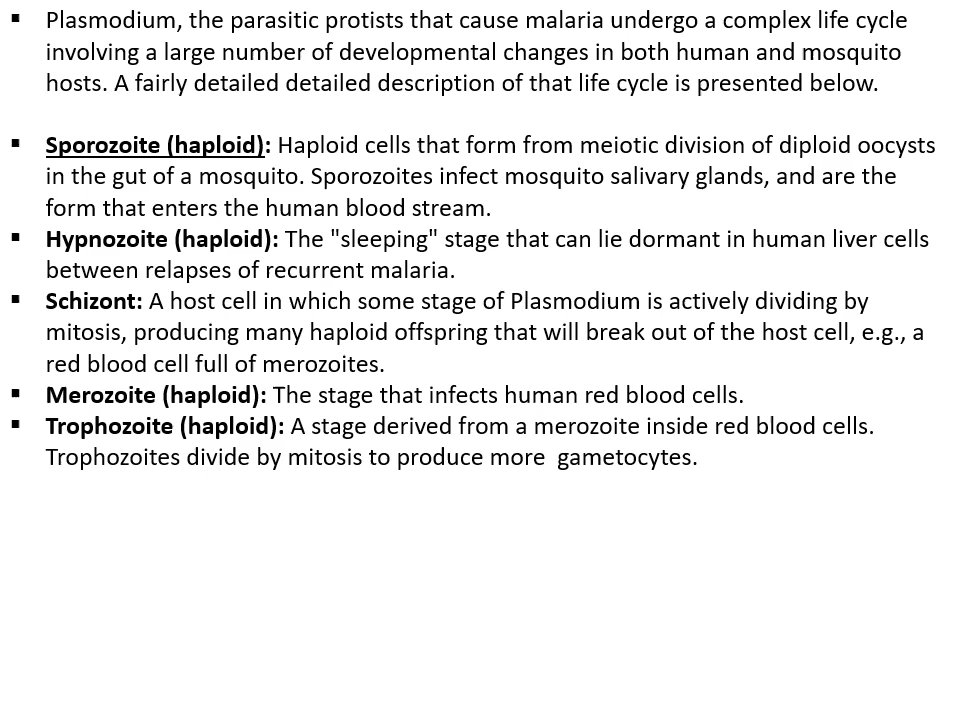 ▪ Plasmodium, the parasitic protists that cause malaria undergo a complex life cycle
involving a large number of developmental changes in both human and mosquito
hosts. A fairly detailed detailed description of that life cycle is presented below.
▪ Sporozoite (haploid): Haploid cells that form from meiotic division of diploid oocysts
in the gut of a mosquito. Sporozoites infect mosquito salivary glands, and are the
form that enters the human blood stream.
▪ Hypnozoite (haploid): The "sleeping" stage that can lie dormant in human liver cells
between relapses of recurrent malaria.
▪ Schizont: A host cell in which some stage of Plasmodium is actively dividing by
mitosis, producing many haploid offspring that will break out of the host cell, e.g., a
red blood cell full of merozoites.
▪ Merozoite (haploid): The stage that infects human red blood cells.
▪ Trophozoite (haploid): A stage derived from a merozoite inside red blood cells.
Trophozoites divide by mitosis to produce more  gametocytes.